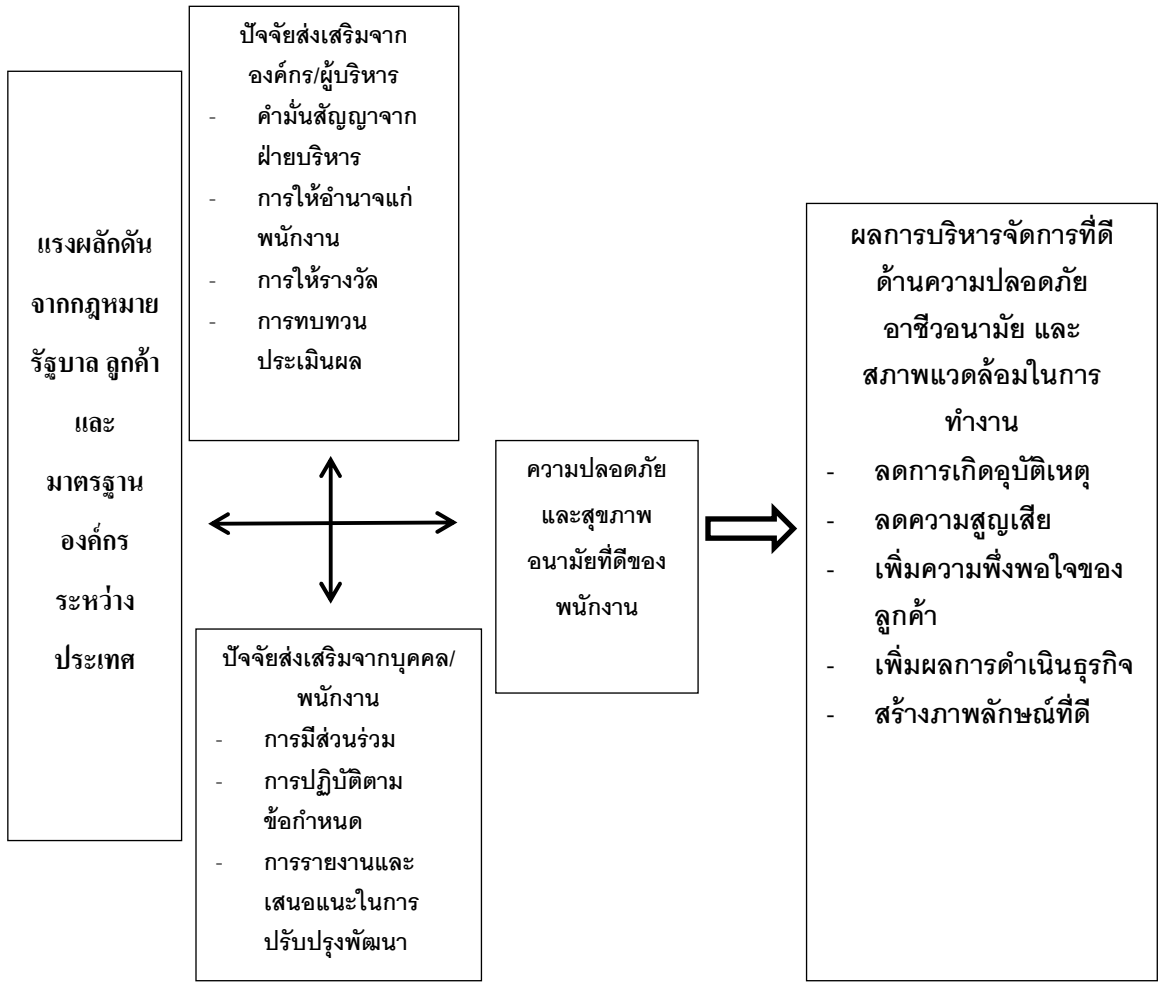 แรงผลักดัน
จากกฎหมาย
รัฐบาล ลูกค้า
และ
มาตรฐาน
องค์กร
ระหว่าง
ประเทศ
ปัจจัยส่งเสริมจาก
องค์กร/ผู้บริหาร
- คำมั่นสัญญาจาก
ฝ่ายบริหาร
- การให้อำนาจแก่
พนักงาน
- การให้รางวัล
- การทบทวน
ประเมินผล
ปัจจัยส่งเสริมจากบุคคล/
พนักงาน
- การมีส่วนร่วม
- การปฏิบัติตาม
ข้อกำหนด
- การรายงานและ
เสนอแนะในการ
ปรับปรุงพัฒนา
ความปลอดภัย
และสุขภาพ
อนามัยที่ดีของ
พนักงาน
ผลการบริหารจัดการที่ดี
ด้านความปลอดภัย
อาชีวอนามัย และ
สภาพแวดล้อมในการ
ทำงาน
- ลดการเกิดอุบัติเหตุ
- ลดความสูญเสีย
- เพิ่มความพึ่งพอใจของ
ลูกค้า
- เพิ่มผลการดำเนินธุรกิจ
- สร้างภาพลักษณ์ที่ดี